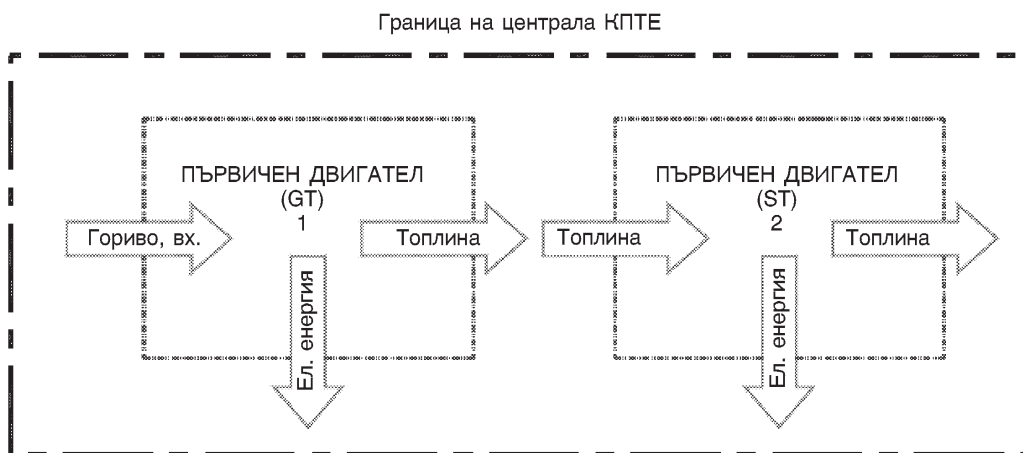 Граница на централа КПТЕ
ПЪРВИЧЕН ДВИГАТЕЛ
(GT)
1
Гориво, вх.
Топлина
Ел. енергия
ПЪРВИЧЕН ДВИГАТЕЛ
(ST)
2
Топлина
Топлина
Ел. енергия